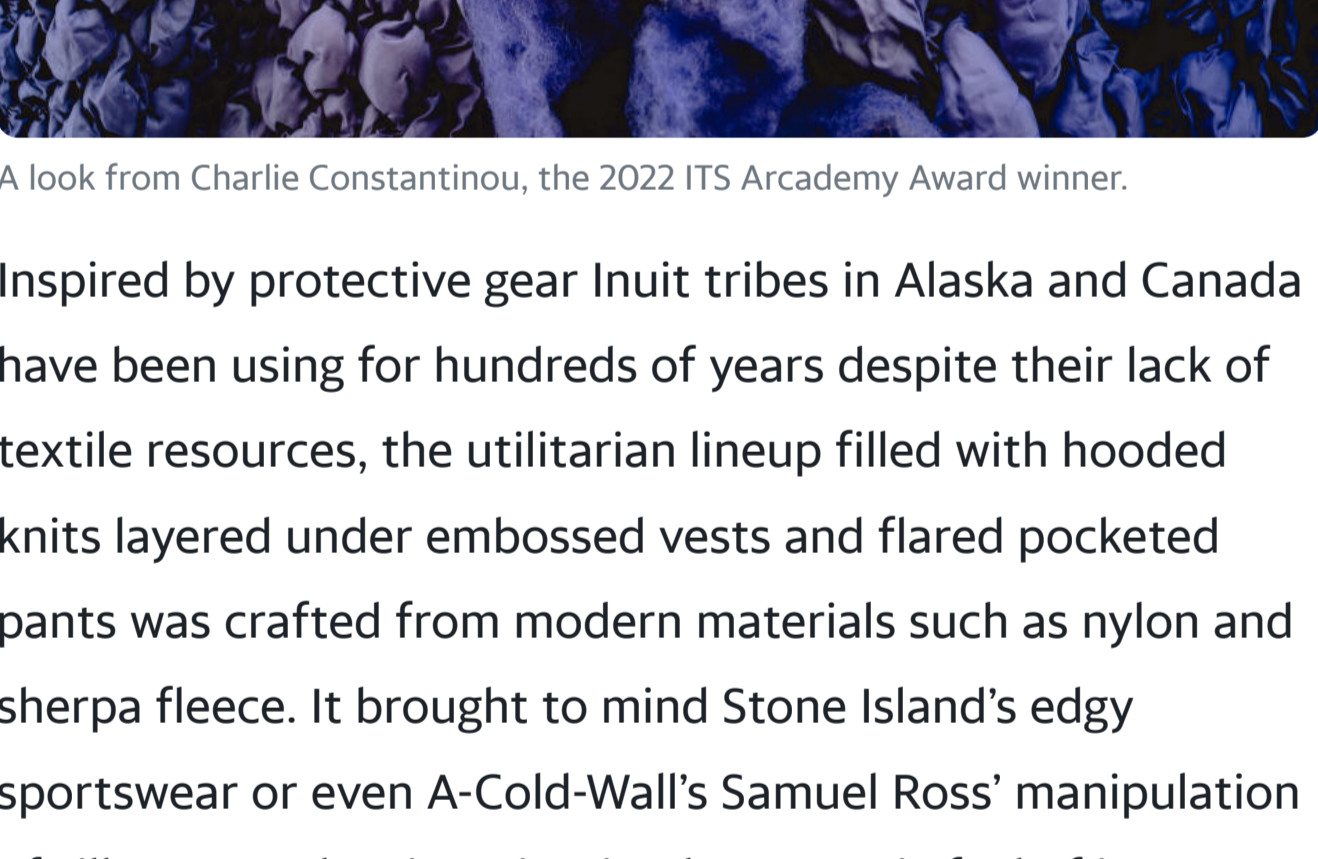 A look from Charlie Constantinou, the 2022 ITS Arcademy Award winner.
Inspired by protective gear Inuit tribes in Alaska and Canada
have been using for hundreds of years despite their lack of
textile resources, the utilitarian lineup filled with hooded
knits layered under embossed vests and flared pocketed
pants was crafted from modern materials such as nylon and
sherpa fleece. It brought to mind Stone Island’s edgy
sportswear or even A-Cold-Wall’s Samuel Ross’ manipulation